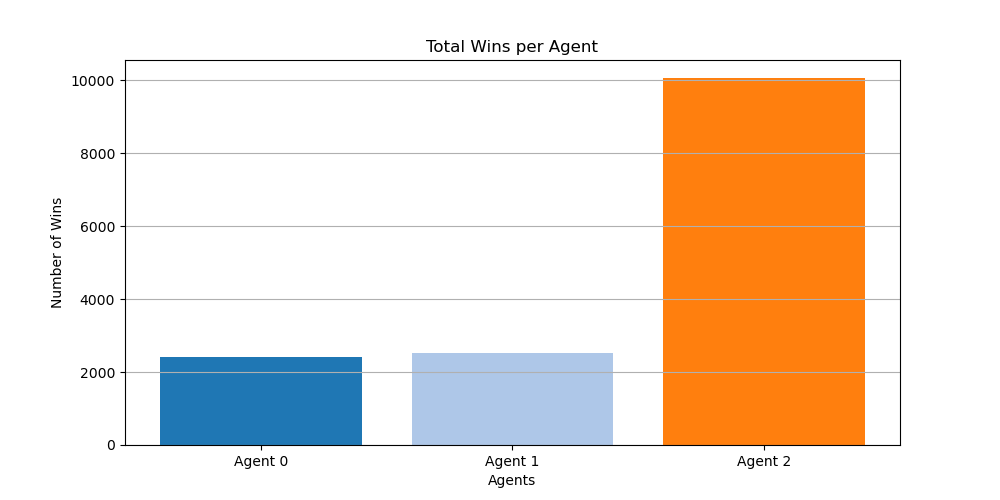 Total Wins per Agent
Number of Wins
10000
8000
6000
4000
2000
0
Agent 0
Agent 1
Agent 2
Agents